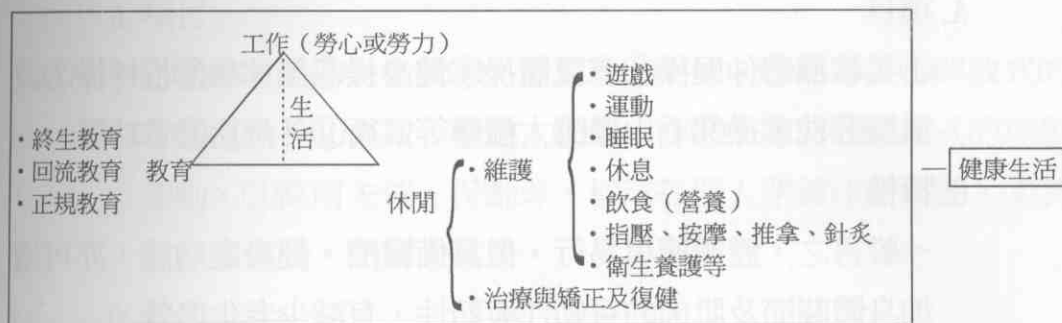 工作（勞心或勞力）
生活
・終生教育
・回流教育　教育
・正規教育
休閒
・維護
・遊戲
・運動
・睡眠
・休息
・飲食（營養）
・指壓、按摩、推拿、針灸
・衛生養護等
・治療與矯正及復健
健康生活